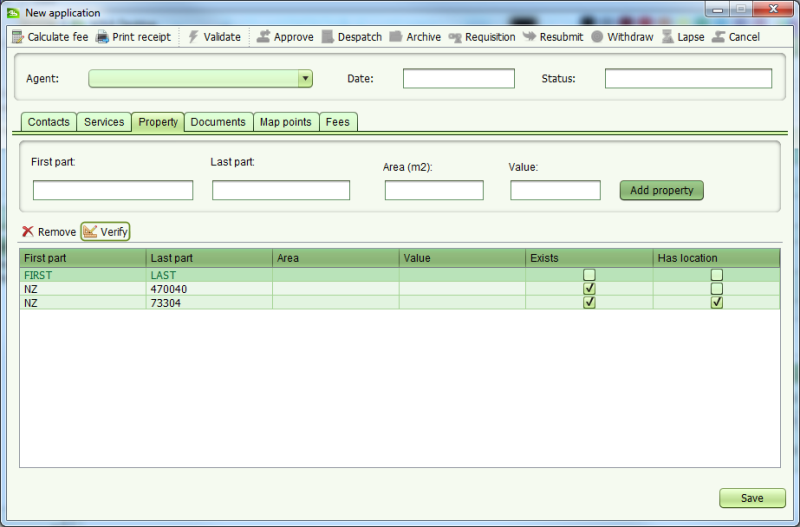 New application
Calculate fee Print receipt Validate Approve Despatch Archive Requisition Resubmit Withdraw Lapse Cancel
Agent: Date: Status:
Contacts Services Property Documents Map points Fees
First part: Last part: Area (m2): Value:
Add property
Remove Verify
First part Last part Area Value Exists Has location
FIRST LAST
NZ 470040
NZ 73304
Save